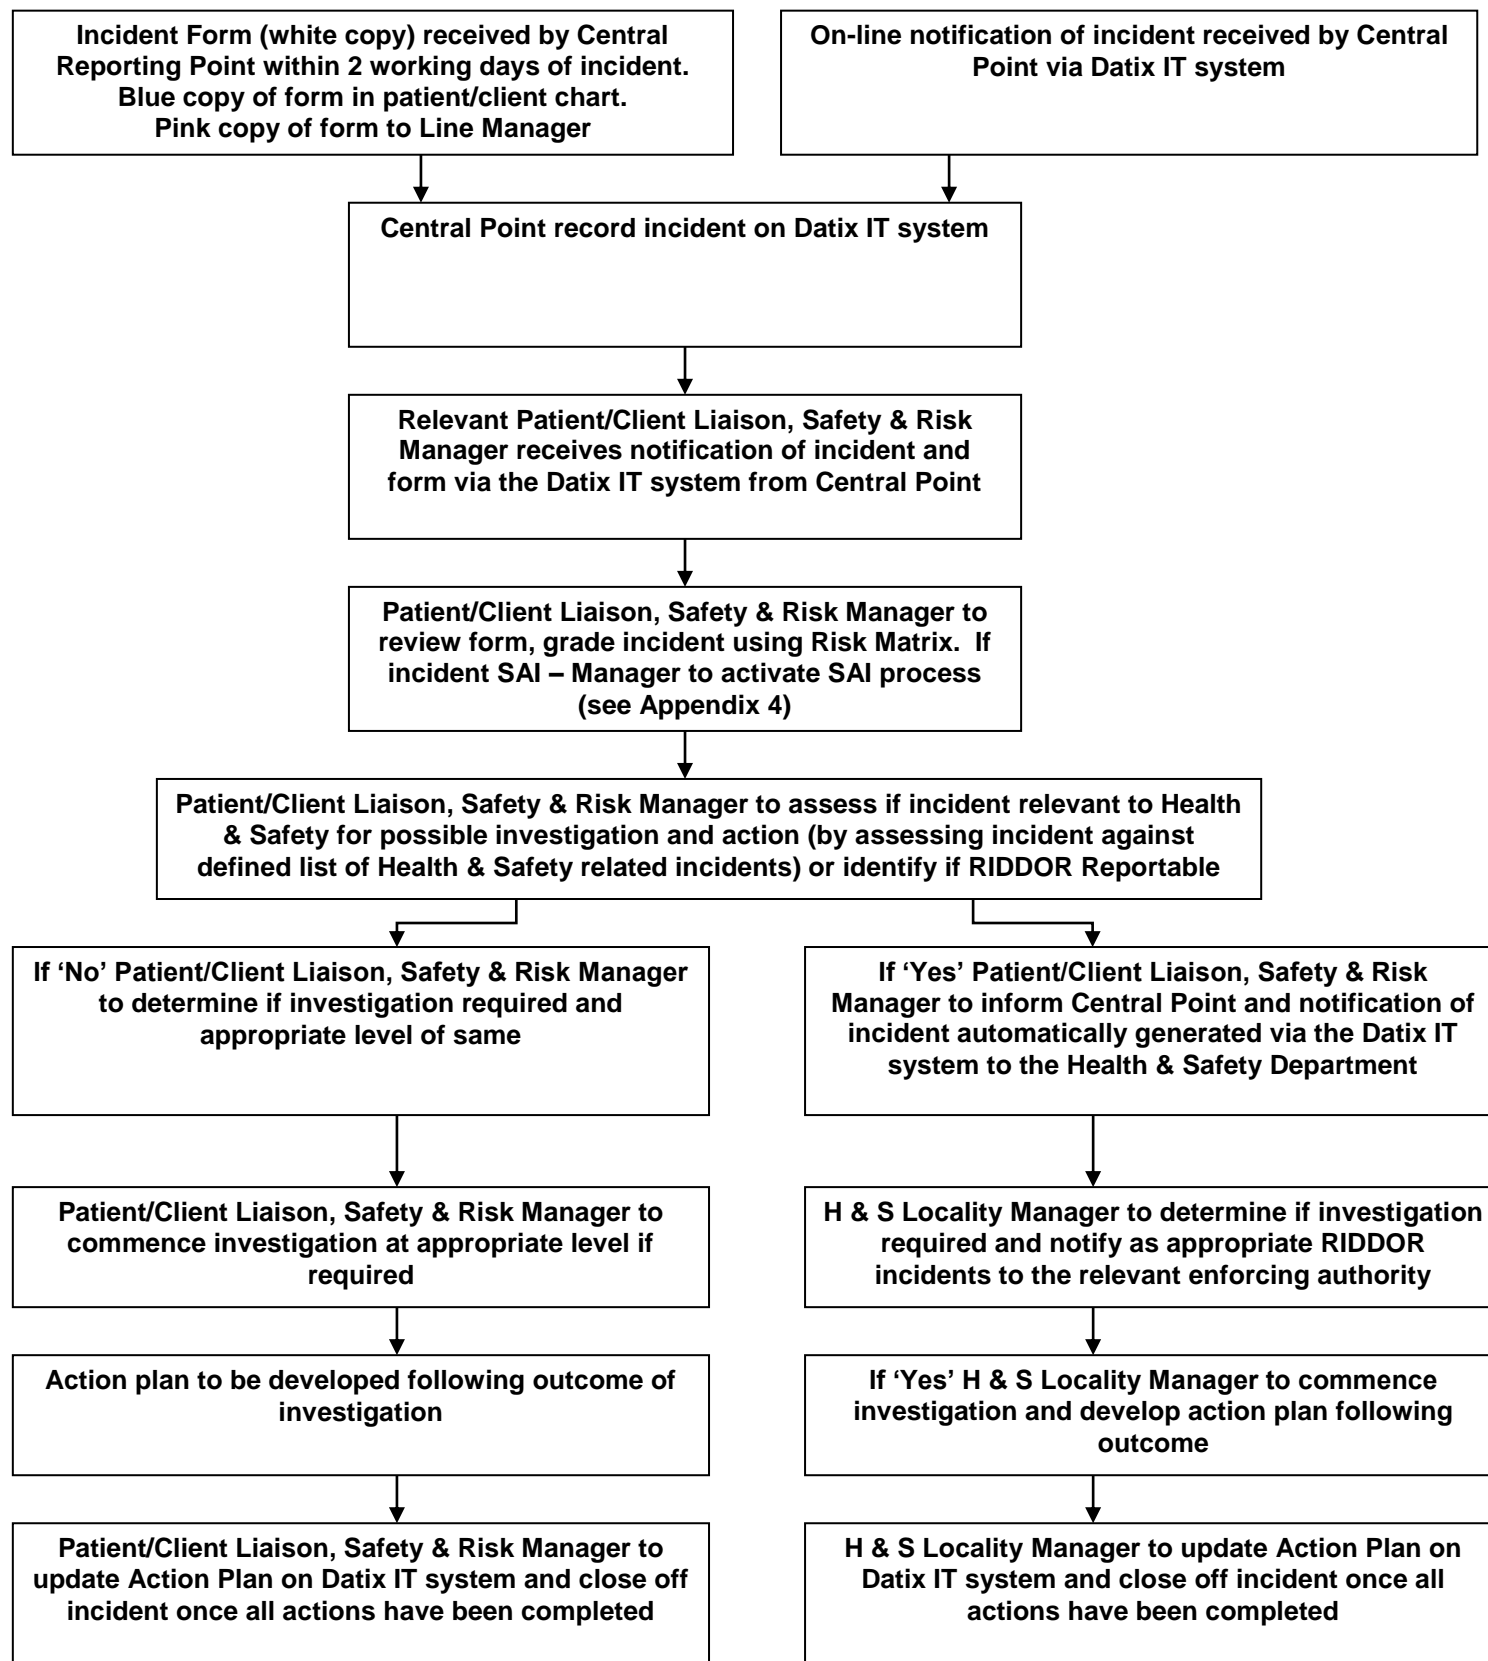 Incident Form (white copy) received by Central
Reporting Point within 2 working days of incident.
Blue copy of form in patient/client chart.
Pink copy of form to Line Manager
On-line notification of incident received by Central
Point via Datix IT system
Central Point record incident on Datix IT system
Relevant Patient/Client Liaison, Safety & Risk
Manager receives notification of incident and
form via the Datix IT system from Central Point
Patient/Client Liaison, Safety & Risk Manager to
review form, grade incident using Risk Matrix.  If
incident SAI – Manager to activate SAI process
(see Appendix 4)
Patient/Client Liaison, Safety & Risk Manager to assess if incident relevant to Health
& Safety for possible investigation and action (by assessing incident against
defined list of Health & Safety related incidents) or identify if RIDDOR Reportable
If ‘No’ Patient/Client Liaison, Safety & Risk Manager
to determine if investigation required and
appropriate level of same
If ‘Yes’ Patient/Client Liaison, Safety & Risk
Manager to inform Central Point and notification of
incident automatically generated via the Datix IT
system to the Health & Safety Department
Patient/Client Liaison, Safety & Risk Manager to
commence investigation at appropriate level if
required
H & S Locality Manager to determine if investigation
required and notify as appropriate RIDDOR
incidents to the relevant enforcing authority
Action plan to be developed following outcome of
investigation
If ‘Yes’ H & S Locality Manager to commence
investigation and develop action plan following
outcome
Patient/Client Liaison, Safety & Risk Manager to
update Action Plan on Datix IT system and close off
incident once all actions have been completed
H & S Locality Manager to update Action Plan on
Datix IT system and close off incident once all
actions have been completed